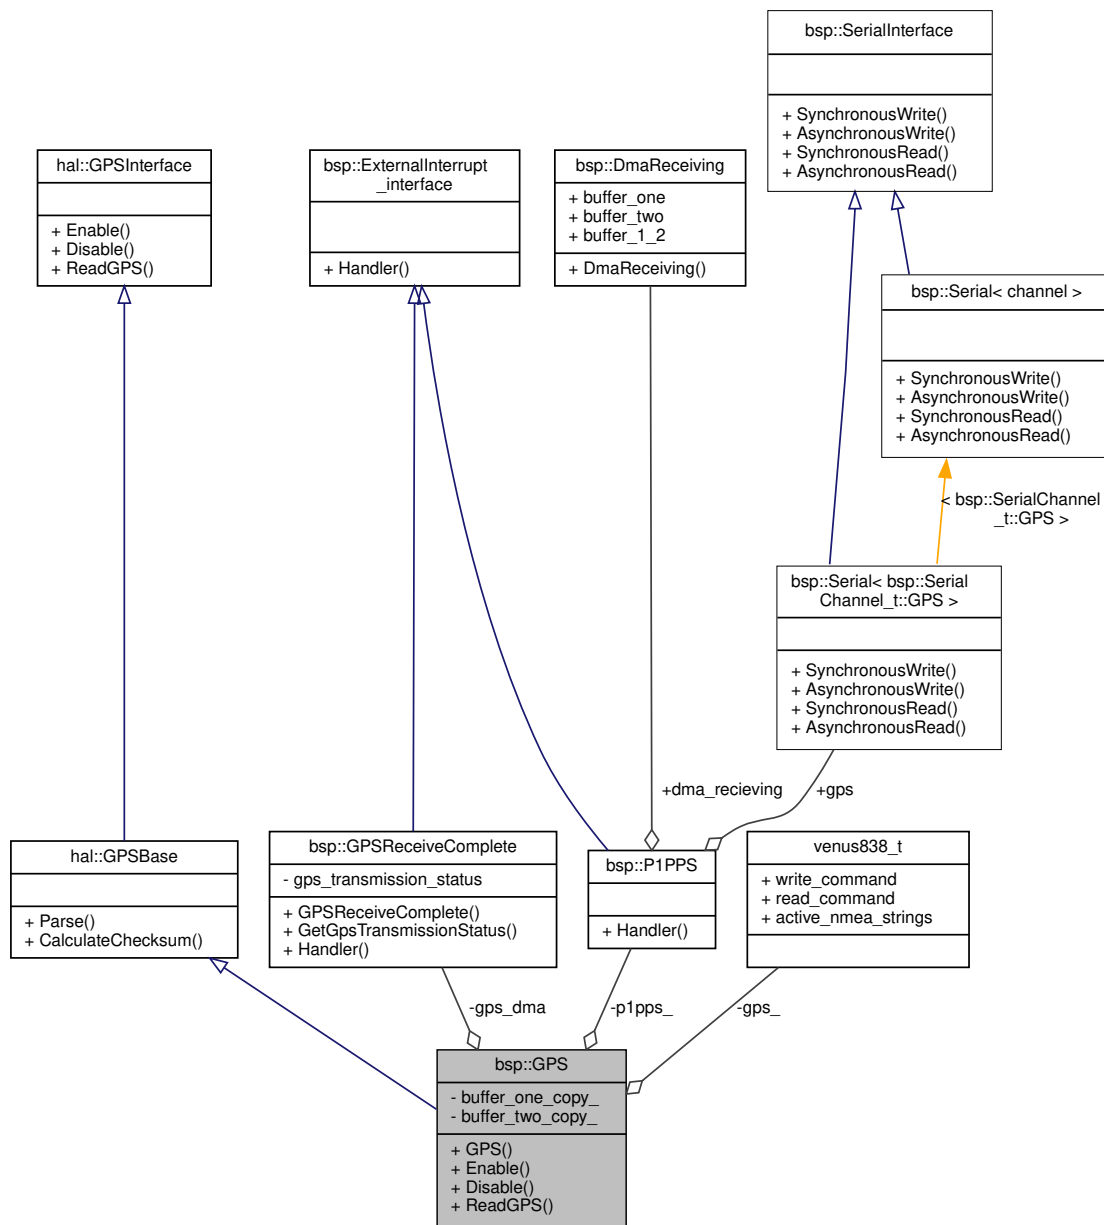 bsp::SerialInterface
+ SynchronousWrite()
+ AsynchronousWrite()
+ SynchronousRead()
+ AsynchronousRead()
hal::GPSInterface
+ Enable()
+ Disable()
+ ReadGPS()
bsp::ExternalInterrupt
_interface
+ Handler()
bsp::DmaReceiving
+ buffer_one
+ buffer_two
+ buffer_1_2
+ DmaReceiving()
bsp::Serial< channel >
+ SynchronousWrite()
+ AsynchronousWrite()
+ SynchronousRead()
+ AsynchronousRead()
< bsp::SerialChannel
_t::GPS >
bsp::Serial< bsp::Serial
Channel_t::GPS >
+ SynchronousWrite()
+ AsynchronousWrite()
+ SynchronousRead()
+ AsynchronousRead()
+dma_recieving
+gps
hal::GPSBase
+ Parse()
+ CalculateChecksum()
bsp::GPSReceiveComplete
- gps_transmission_status
+ GPSReceiveComplete()
+ GetGpsTransmissionStatus()
+ Handler()
bsp::P1PPS
+ Handler()
venus838_t
+ write_command
+ read_command
+ active_nmea_strings
-gps_dma
-p1pps_
-gps_
bsp::GPS
- buffer_one_copy_
- buffer_two_copy_
+ GPS()
+ Enable()
+ Disable()
+ ReadGPS()